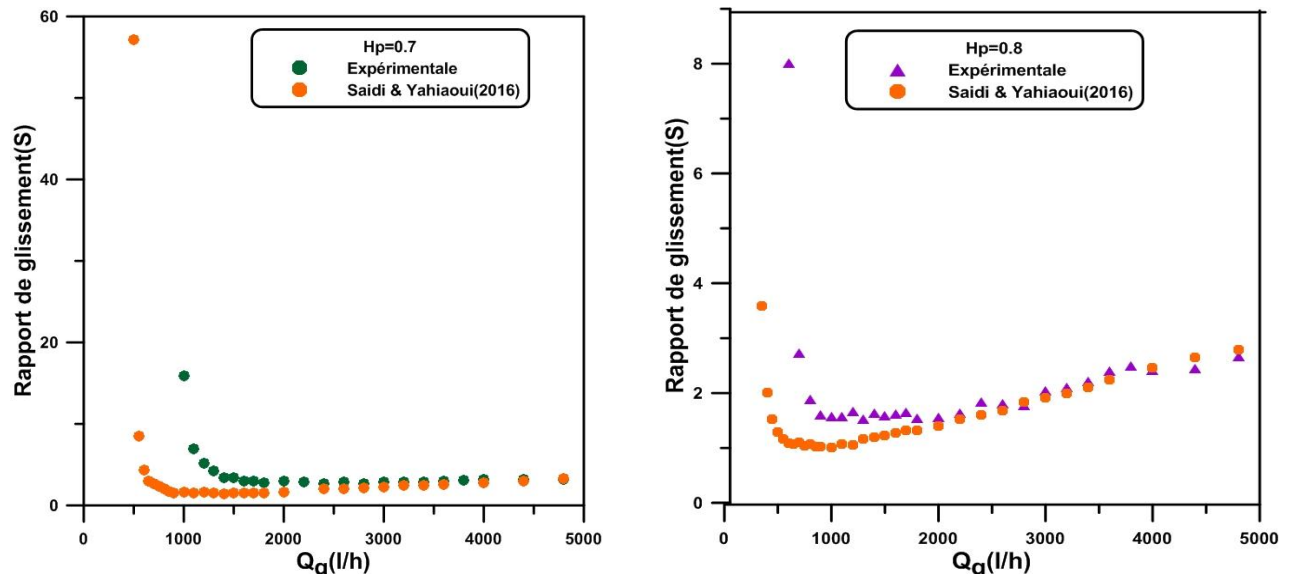 Hp=0.7
Expérimentale
Saidi & Yahiaoui(2016)
Rapport de glissement(S)
60
40
20
0
0 1000 2000 3000 4000 5000
Qg(l/h)
Hp=0.8
Expérimentale
Saidi & Yahiaoui(2016)
Rapport de glissement(S)
8
6
4
2
0
0 1000 2000 3000 4000 5000
Qg(l/h)